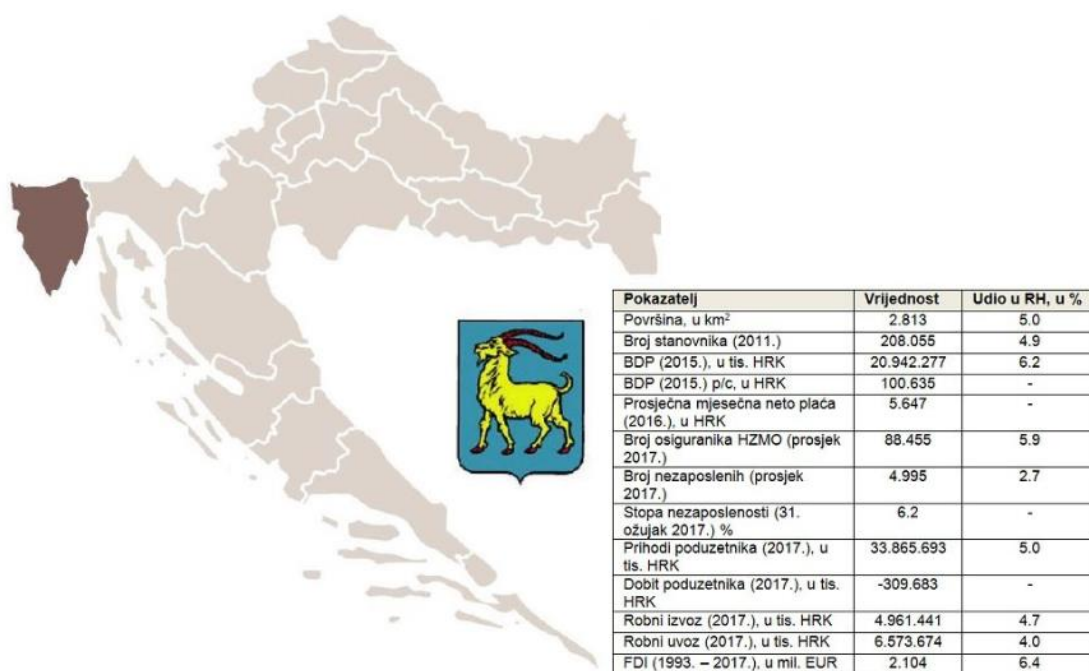 Pokazatelj Vrijednost Udio u RH, u %
Površina, u km² 2.813 5.0
Broj stanovnika (2011.) 208.055 4.9
BDP (2015.), u tis. HRK 20.942.277 6.2
BDP (2015.) p/c, u HRK 100.635 -
Prosječna mjesečna neto plaća
(2016.), u HRK 5.647 -
Broj osiguranika HZMO (prosjek
2017.) 88.455 5.9
Broj nezaposlenih (prosjek
2017.) 4.995 2.7
Stopa nezaposlenosti (31.
ožujak 2017.) % 6.2 -
Prihodi poduzetnika (2017.), u
tis. HRK 33.865.693 5.0
Dobit poduzetnika (2017.), u tis.
HRK -309.683 -
Robni izvoz (2017.), u tis. HRK 4.961.441 4.7
Robni uvoz (2017.), u tis. HRK 6.573.674 4.0
FDI (1993. – 2017.), u mil. EUR 2.104 6.4